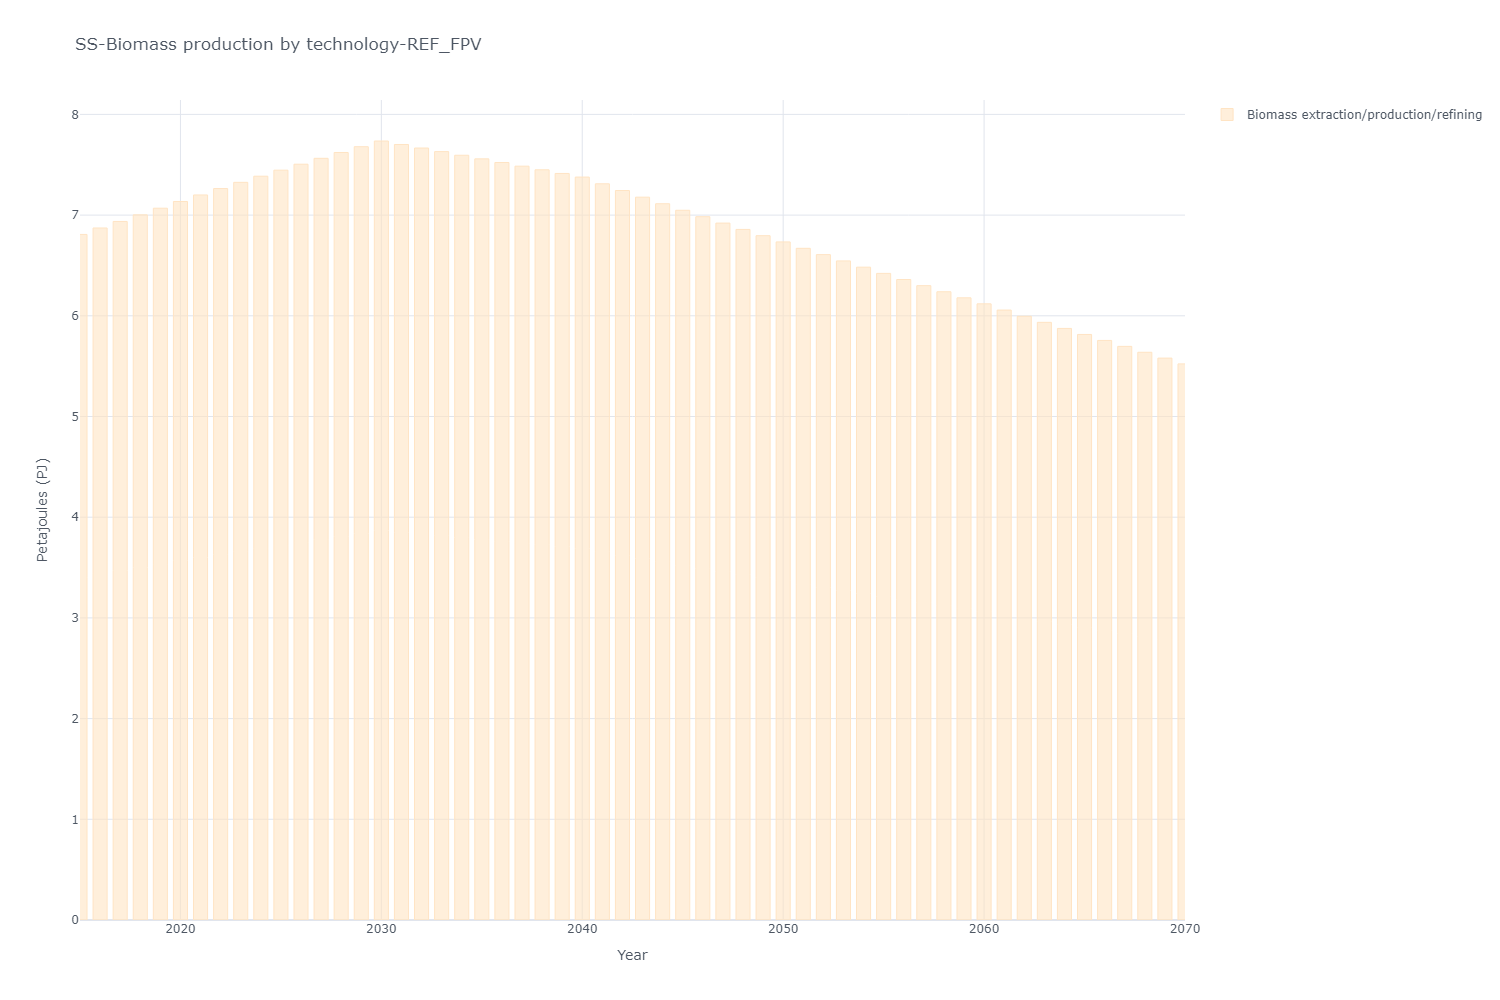 SS-Biomass production by technology-REF_FPV
8
7
6
5
4
3
2
1
0
Petajoules (PJ)
2020 2030 2040 2050 2060 2070
Year
Biomass extraction/production/refining